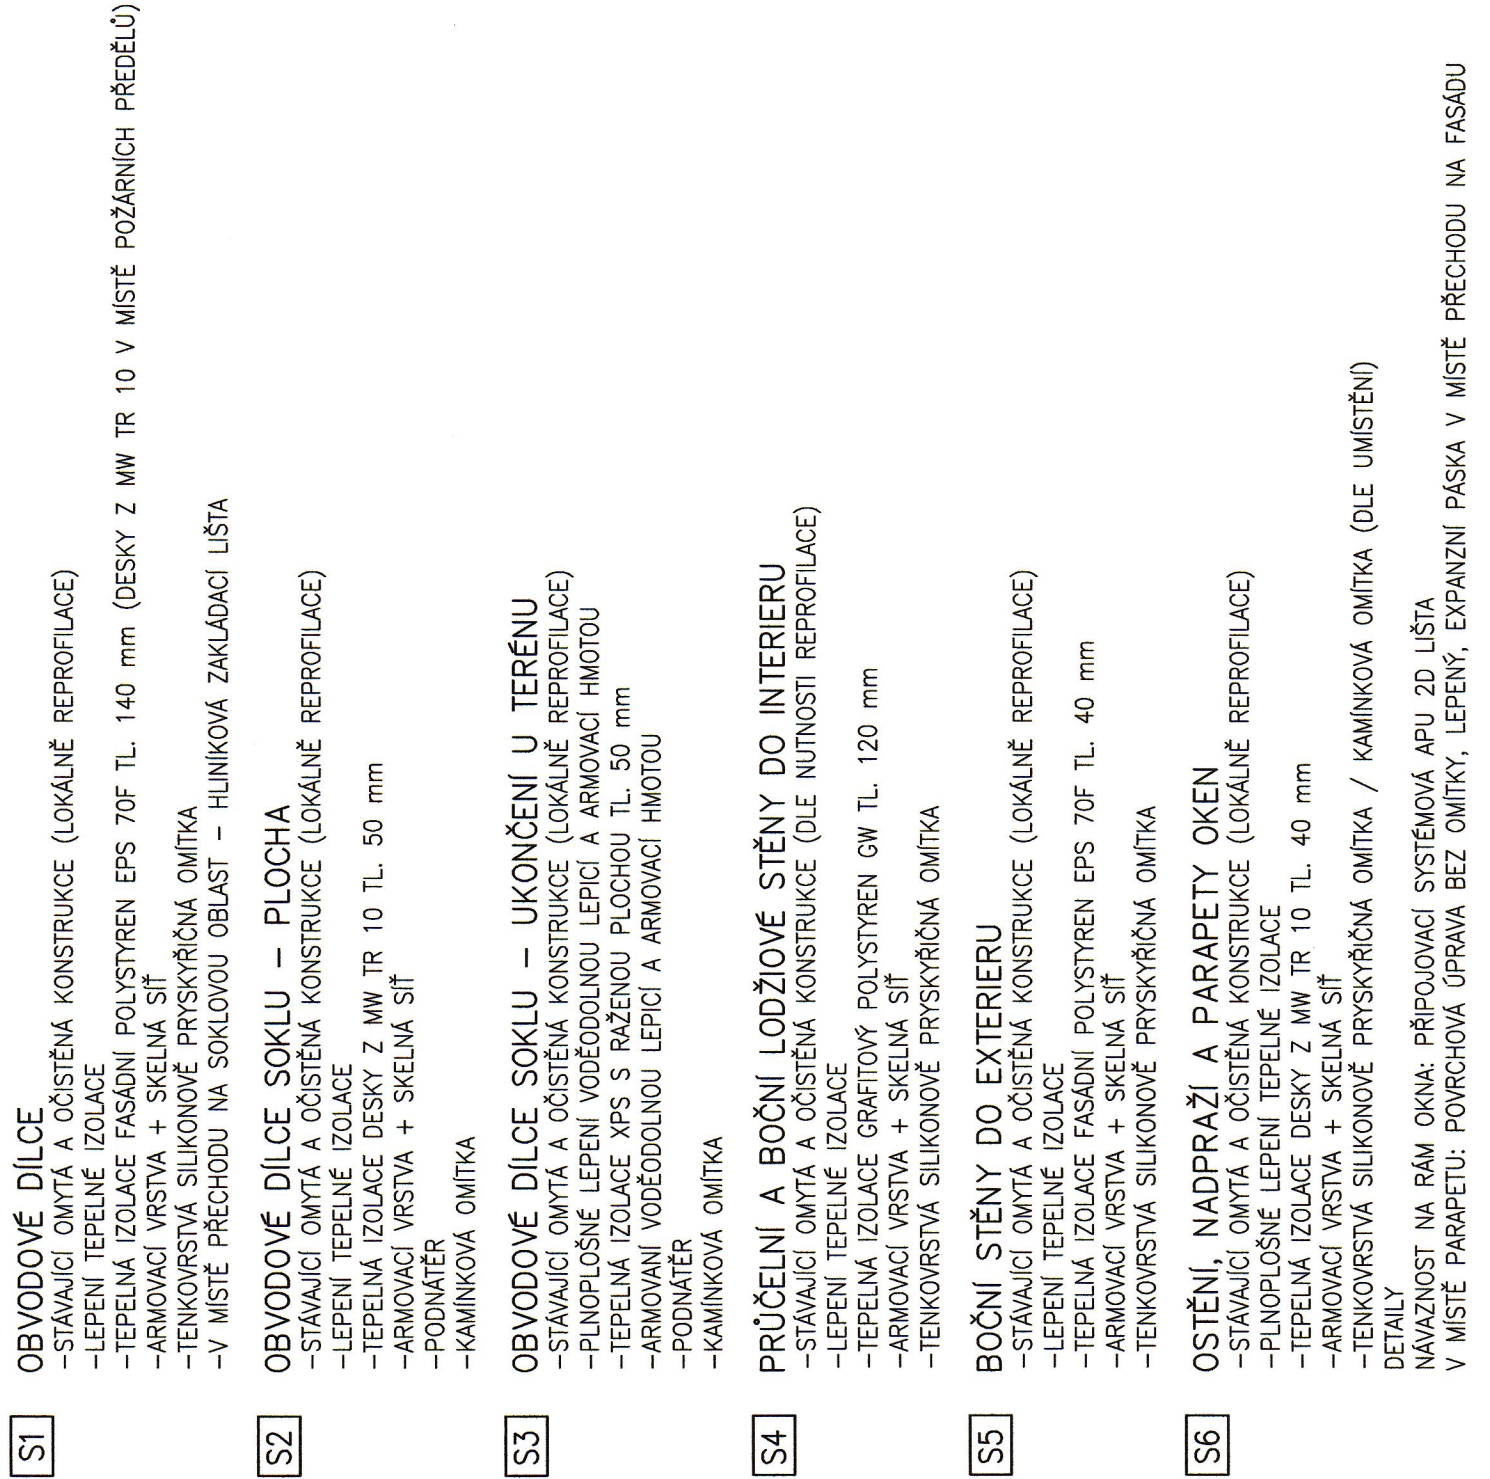 S1 OBVODOVÉ DÍLCE
-STÁVAJÍCÍ OMYTÁ A OČISTĚNÁ KONSTRUKCE (LOKÁLNĚ REPROFILACE)
-LEPENÍ TEPELNÉ IZOLACE
-TEPELNÁ IZOLACE FASÁDNÍ POLYSTYREN EPS 70F TL. 140 mm (DESKY Z MW TR 10 V MÍSTĚ POŽÁRNÍCH PŘEDĚLŮ)
-ARMOVACÍ VRSTVA + SKELNÁ SÍŤ
-TENKOVRSTVÁ SILIKONOVĚ PRYSKYŘIČNÁ OMÍTKA
-V MÍSTĚ PŘECHODU NA SOKLOVOU OBLAST - HLINÍKOVÁ ZAKLÁDACÍ LIŠTA
S2 OBVODOVÉ DÍLCE SOKLU - PLOCHA
-STÁVAJÍCÍ OMYTÁ A OČISTĚNÁ KONSTRUKCE (LOKÁLNĚ REPROFILACE)
-LEPENÍ TEPELNÉ IZOLACE
-TEPELNÁ IZOLACE DESKY Z MW TR 10 TL. 50 mm
-ARMOVACÍ VRSTVA + SKELNÁ SÍŤ
-PODNÁTĚR
-KAMÍNKOVÁ OMÍTKA
S3 OBVODOVÉ DÍLCE SOKLU - UKONČENÍ U TERÉNU
-STÁVAJÍCÍ OMYTÁ A OČISTĚNÁ KONSTRUKCE (LOKÁLNĚ REPROFILACE)
-PLNOPLOŠNÉ LEPENÍ VODĚODOLNOU LEPICÍ A ARMOVACÍ HMOTOU
-TEPELNÁ IZOLACE XPS S RAŽENOU PLOCHOU TL. 50 mm
-ARMOVANI VODĚODOLNOU LEPICÍ A ARMOVACÍ HMOTOU
-PODNÁTĚR
-KAMÍNKOVÁ OMÍTKA
S4 PRŮČELNÍ A BOČNÍ LODŽIOVÉ STĚNY DO INTERIERU
-STÁVAJÍCÍ OMYTÁ A OČISTĚNÁ KONSTRUKCE (DLE NUTNOSTI REPROFILACE)
-LEPENÍ TEPELNÉ IZOLACE
-TEPELNÁ IZOLACE GRAFITOVÝ POLYSTYREN GW TL. 120 mm
-ARMOVACÍ VRSTVA + SKELNÁ SÍŤ
-TENKOVRSTVÁ SILIKONOVĚ PRYSKYŘIČNÁ OMÍTKA
S5 BOČNÍ STĚNY DO EXTERIERU
-STÁVAJÍCÍ OMYTÁ A OČISTĚNÁ KONSTRUKCE (LOKÁLNĚ REPROFILACE)
-LEPENÍ TEPELNÉ IZOLACE
-TEPELNÁ IZOLACE FASÁDNÍ POLYSTYREN EPS 70F TL. 40 mm
-ARMOVACÍ VRSTVA + SKELNÁ SÍŤ
-TENKOVRSTVÁ SILIKONOVĚ PRYSKYŘIČNÁ OMÍTKA
S6 OSTĚNÍ, NADPRAŽÍ A PARAPETY OKEN
-STÁVAJÍCÍ OMYTÁ A OČISTĚNÁ KONSTRUKCE (LOKÁLNĚ REPROFILACE)
-PLNOPLOŠNÉ LEPENÍ TEPELNÉ IZOLACE
-TEPELNÁ IZOLACE DESKY Z MW TR 10 TL. 40 mm
-ARMOVACÍ VRSTVA + SKELNÁ SÍŤ
-TENKOVRSTVÁ SILIKONOVĚ PRYSKYŘIČNÁ OMÍTKA / KAMÍNKOVÁ OMÍTKA (DLE UMÍSTĚNÍ)
DETAILY
NÁVAZNOST NA RÁM OKNA: PŘIPOJOVACÍ SYSTÉMOVÁ APU 2D LIŠTA
V MÍSTĚ PARAPETU: POVRCHOVÁ ÚPRAVA BEZ OMÍTKY, LEPENÝ, EXPANZNÍ PÁSKA V MÍSTĚ PŘECHODU NA FASÁDU